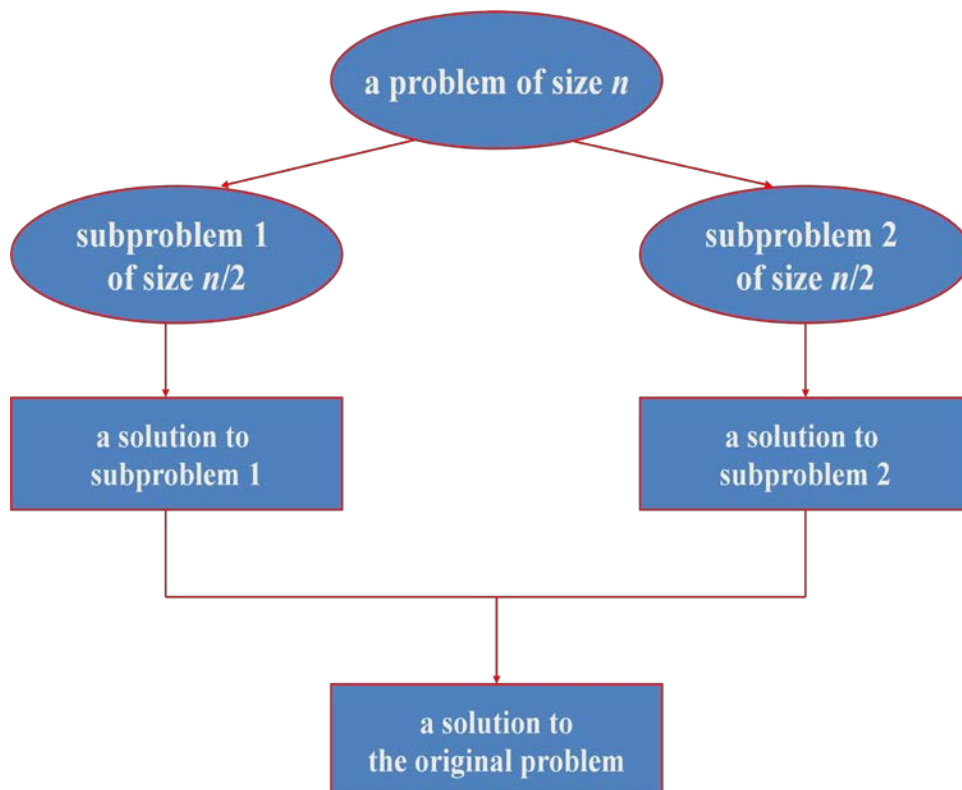 a problem of size n
subproblem 1
of size n/2
subproblem 2
of size n/2
a solution to
subproblem 1
a solution to
subproblem 2
a solution to
the original problem